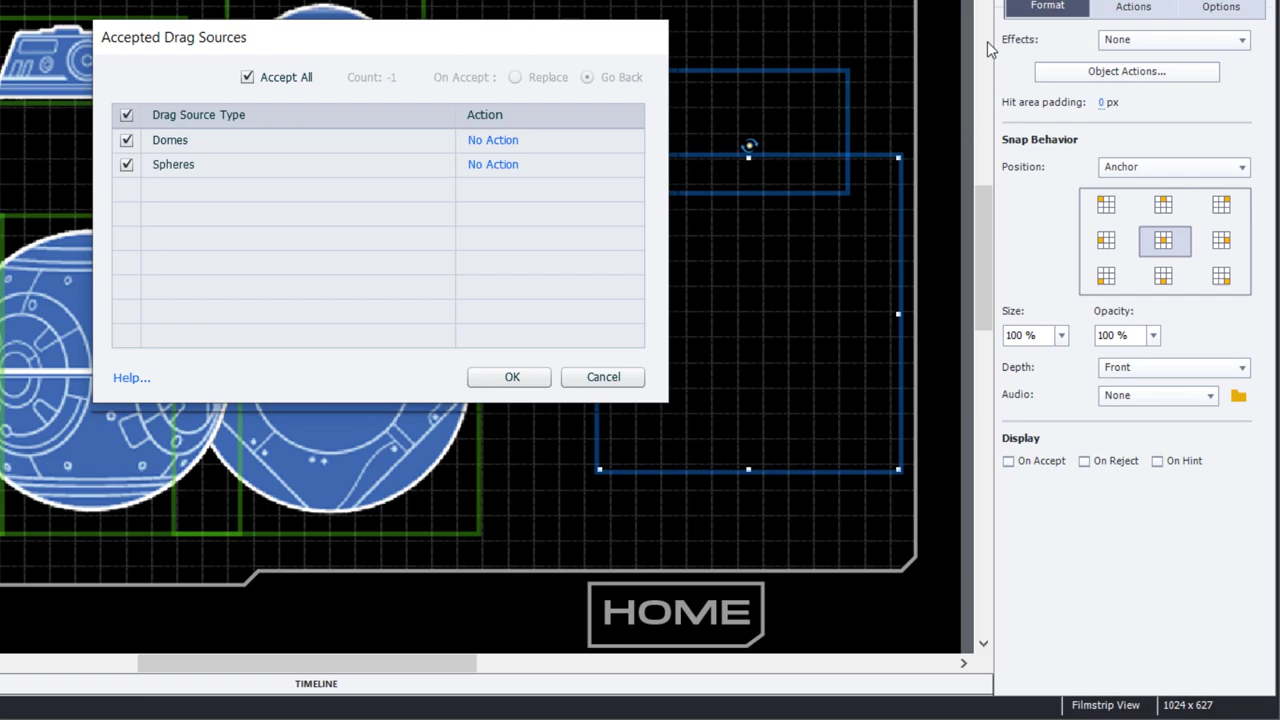 Format Actions Options
Accepted Drag Sources
Effects: None
Accept All Count: -1 On Accept : Replace Go Back
Object Actions...
Hit area padding: 0 px
Drag Source Type Action
Domes No Action
Spheres No Action
Snap Behavior
Position: Anchor
Size: Opacity:
100 % 100 %
Depth: Front
Help... OK Cancel
Audio: None
Display
On Accept On Reject On Hint
HOME
TIMELINE
Filmstrip View 1024 x 627